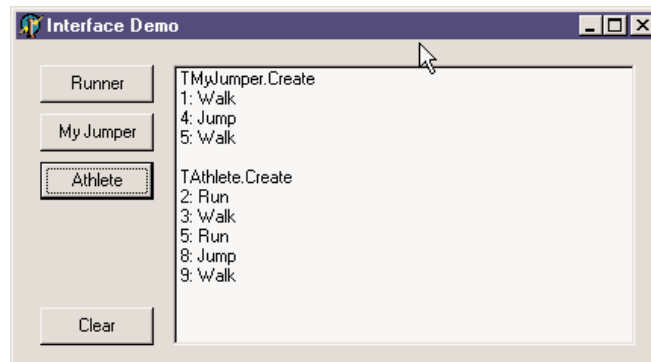 Interface Demo
Runner
My Jumper
Athlete
Clear
TMyJumper.Create
1: Walk
4: Jump
5: Walk
TAthlete.Create
2: Run
3: Walk
5: Run
8: Jump
9: Walk